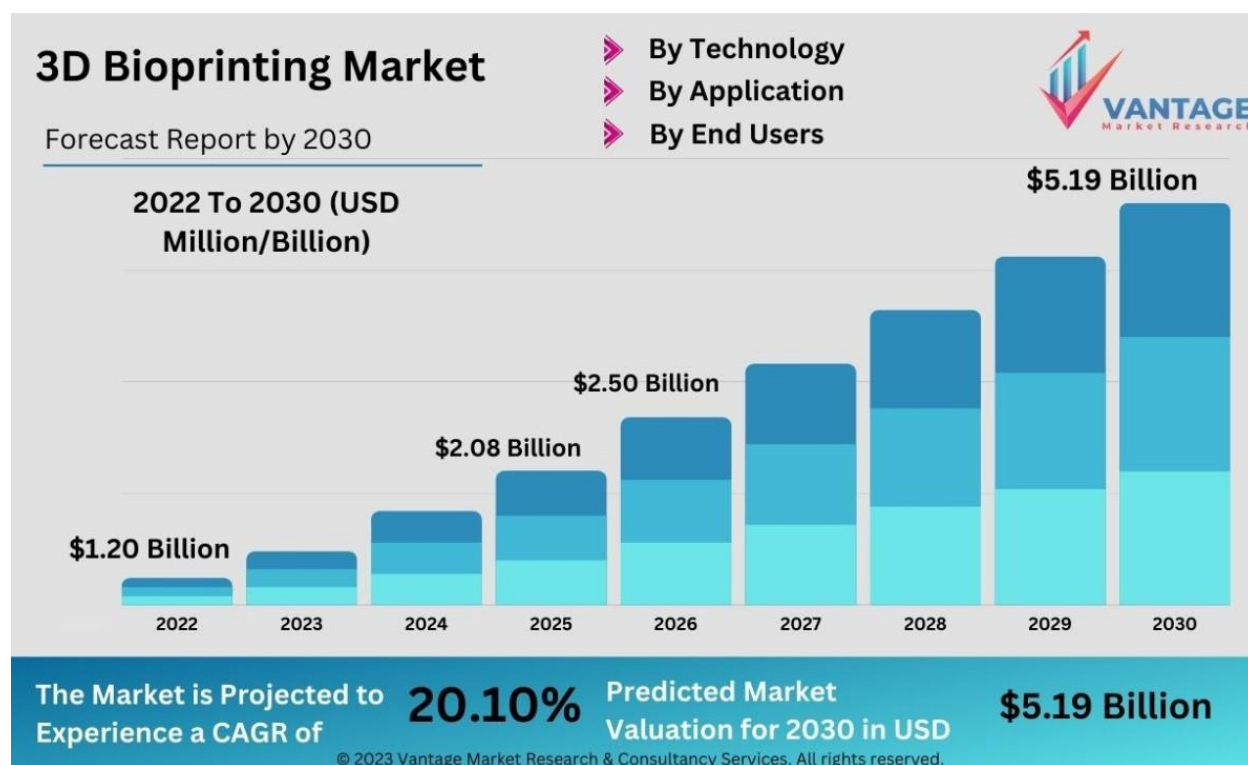 3D Bioprinting Market
Forecast Report by 2030
By Technology
By Application
By End Users
VANTAGE
Market Research
2022 To 2030 (USD
Million/Billion)
$5.19 Billion
$2.50 Billion
$2.08 Billion
$1.20 Billion
2022 2023 2024 2025 2026 2027 2028 2029 2030
The Market is Projected to
Experience a CAGR of
20.10%
Predicted Market
Valuation for 2030 in USD
$5.19 Billion
© 2023 Vantage Market Research & Consultancy Services. All rights reserved.